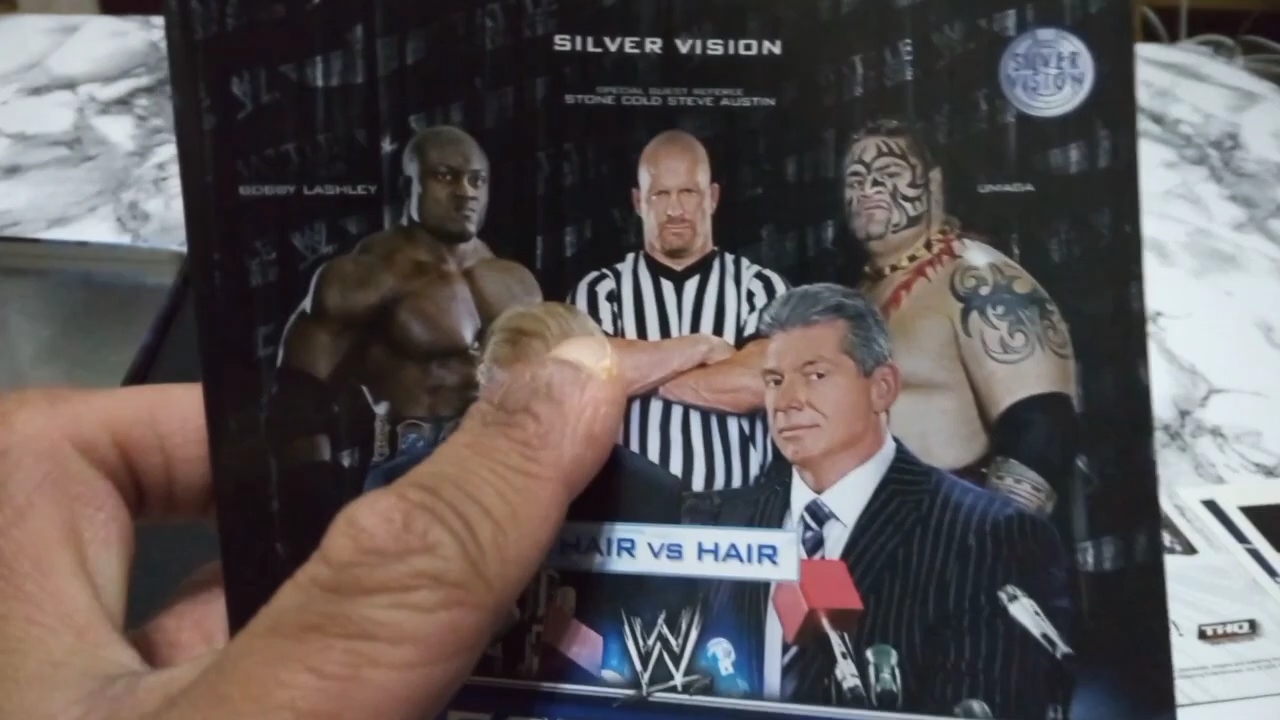 SILVER VISION
SILVER VISION
SPECIAL GUEST REFEREE
STONE COLD STEVE AUSTIN
BOBBY LASHLEY
UMAGA
HAIR VS HAIR
W
THQ